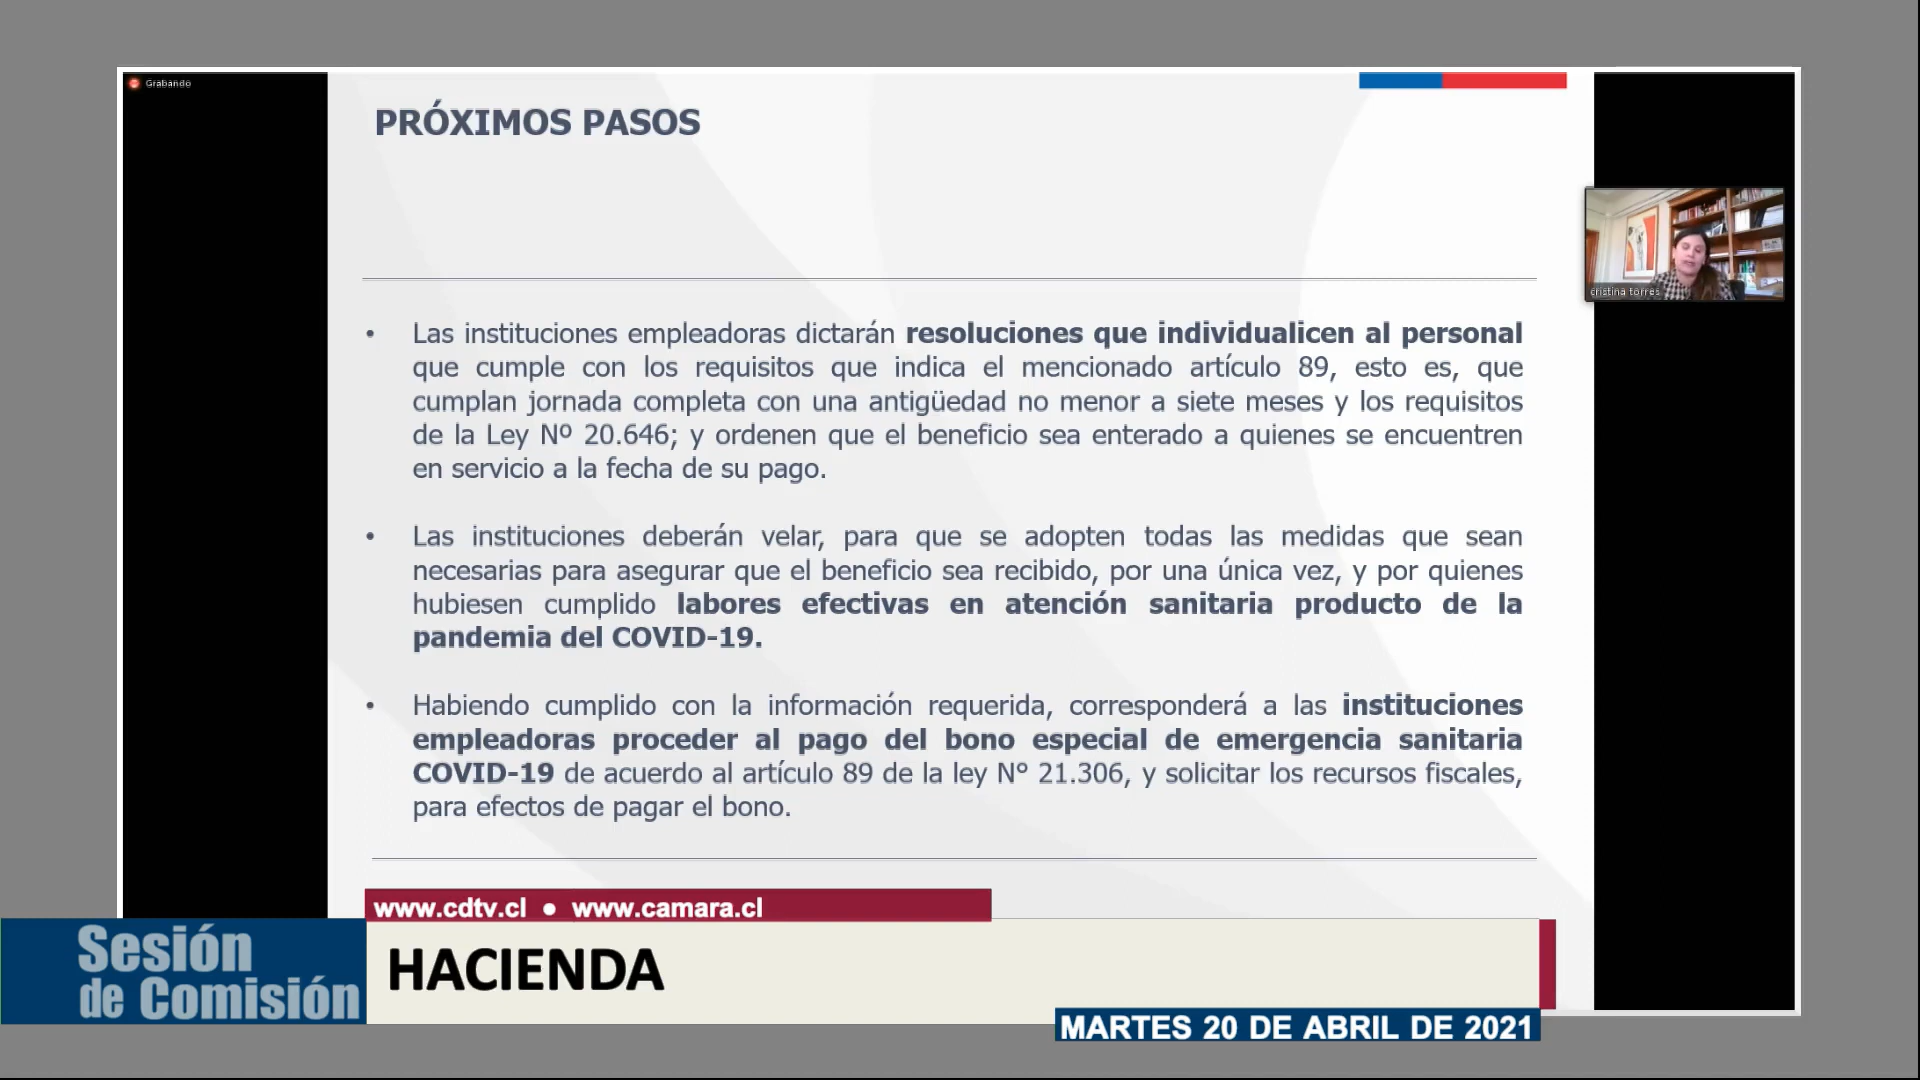 Grabando
PRÓXIMOS PASOS
cristina torres
• Las instituciones empleadoras dictarán resoluciones que individualicen al personal
que cumple con los requisitos que indica el mencionado artículo 89, esto es, que
cumplan jornada completa con una antigüedad no menor a siete meses y los requisitos
de la Ley Nº 20.646; y ordenen que el beneficio sea enterado a quienes se encuentren
en servicio a la fecha de su pago.
• Las instituciones deberán velar, para que se adopten todas las medidas que sean
necesarias para asegurar que el beneficio sea recibido, por una única vez, y por quienes
hubiesen cumplido labores efectivas en atención sanitaria producto de la
pandemia del COVID-19.
• Habiendo cumplido con la información requerida, corresponderá a las instituciones
empleadoras proceder al pago del bono especial de emergencia sanitaria
COVID-19 de acuerdo al artículo 89 de la ley N° 21.306, y solicitar los recursos fiscales,
para efectos de pagar el bono.
www.cdtv.cl ● www.camara.cl
Sesión
de Comisión
HACIENDA
MARTES 20 DE ABRIL DE 2021